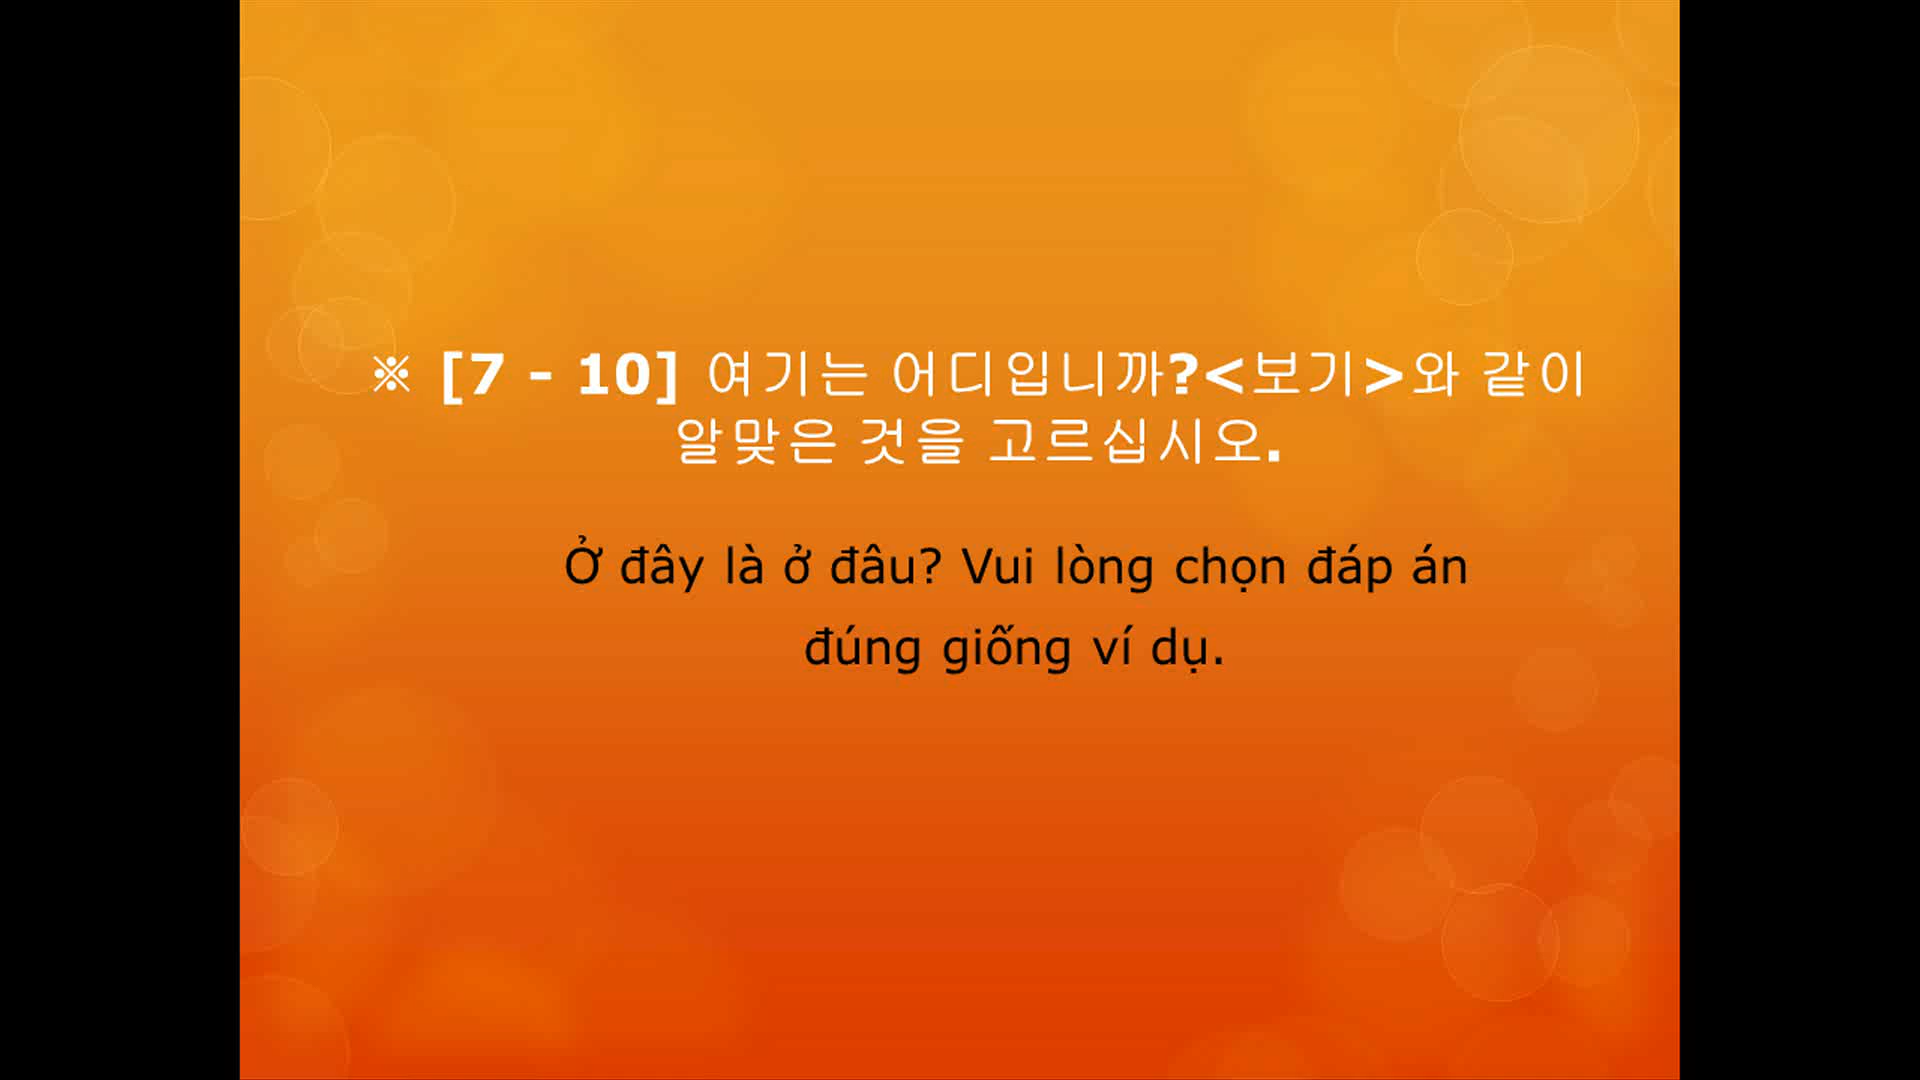 ※ [7 - 10] 여기는 어디입니까?<보기>와 같이
알맞은 것을 고르십시오.
Ở đây là ở đâu? Vui lòng chọn đáp án
đúng giống ví dụ.